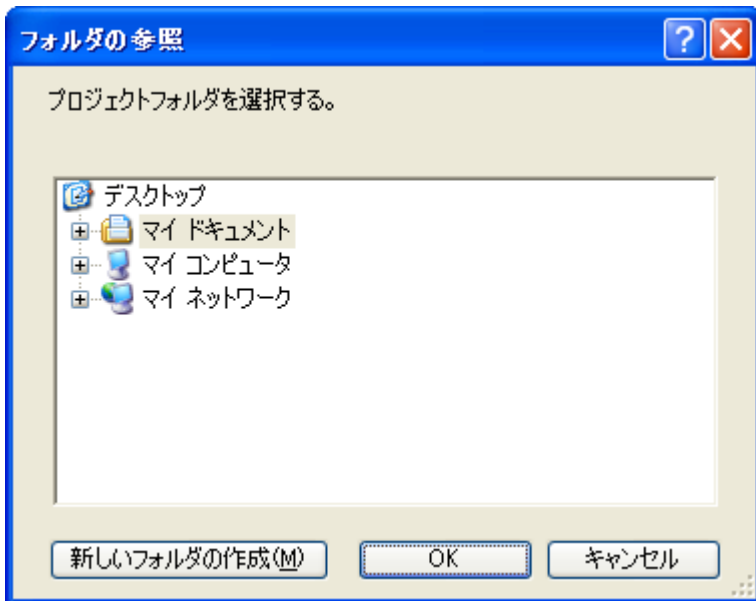 フォルダの参照
プロジェクトフォルダを選択する。
デスクトップ
マイ ドキュメント
マイ コンピュータ
マイ ネットワーク
新しいフォルダの作成(M) OK キャンセル